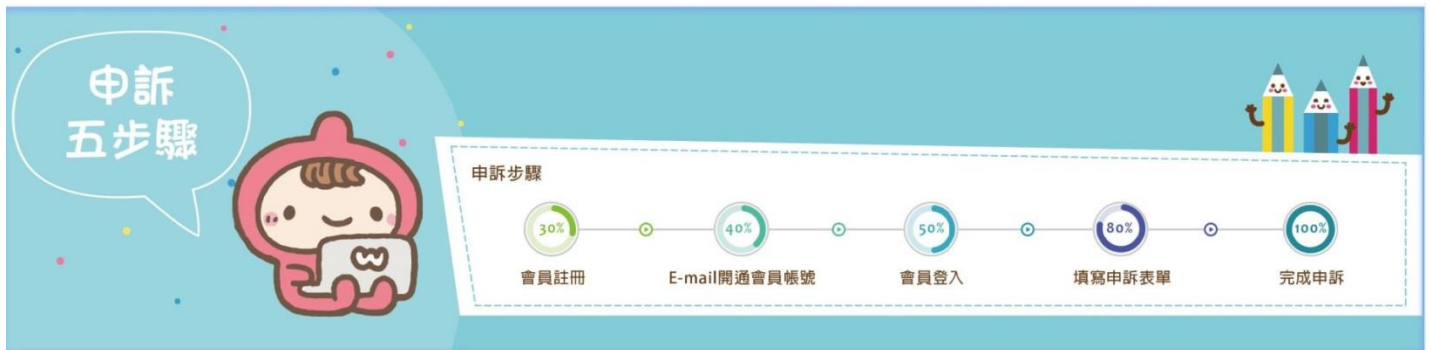 申訴
五步驟
申訴步驟
30%
40%
50%
80%
100%
會員註冊
E-mail開通會員帳號
會員登入
填寫申訴表單
完成申訴